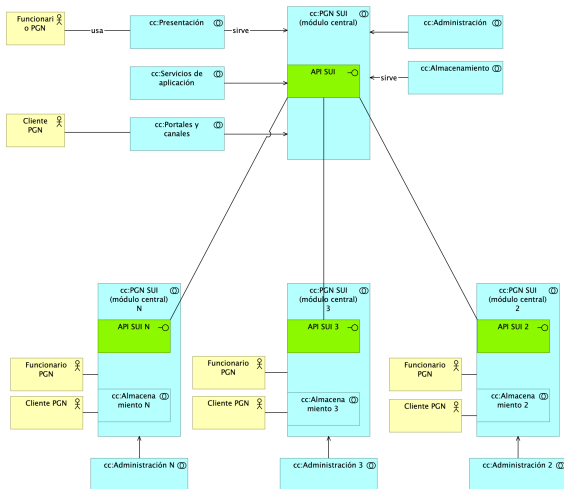 Funcionari
o PGN
usa
cc:Presentación
sirve
cc:PGN SUI
(módulo central)
cc:Administración
cc:Servicios de
aplicación
API SUI
sirve
cc:Almacenamiento
Cliente
PGN
cc:Portales y
canales
cc:PGN SUI
(módulo central)
N
API SUI N
Funcionario
PGN
Cliente PGN
cc:Almacena
miento N
cc:Administración N
cc:PGN SUI
(módulo central)
3
API SUI 3
Funcionario
PGN
Cliente PGN
cc:Almacena
miento 3
cc:Administración 3
cc:PGN SUI
(módulo central)
2
API SUI 2
Funcionario
PGN
Cliente PGN
cc:Almacena
miento 2
cc:Administración 2